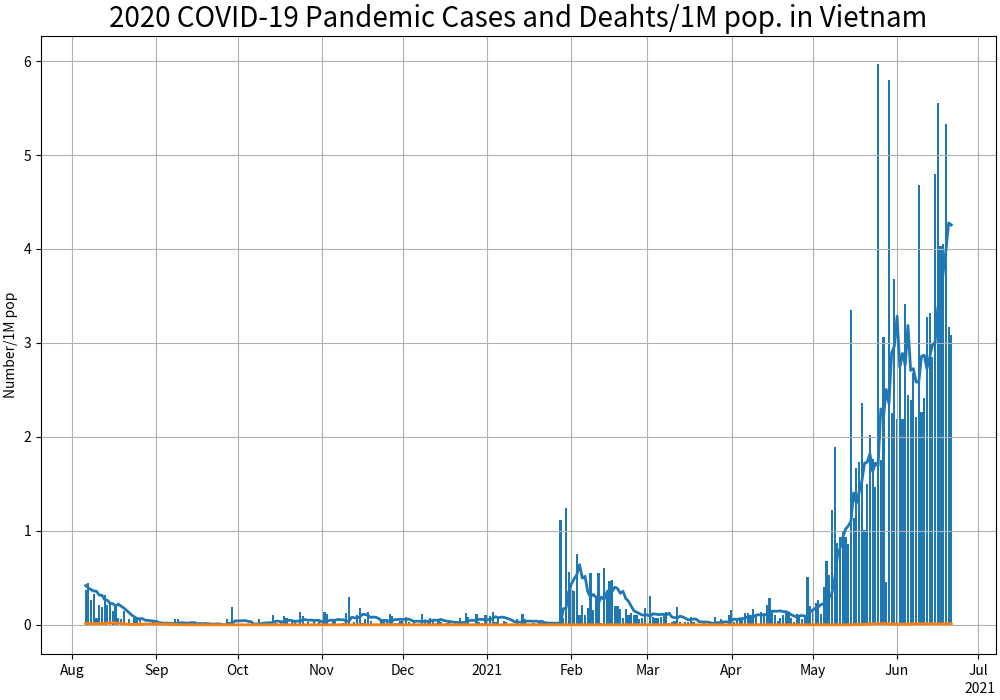 2020 COVID-19 Pandemic Cases and Deahts/1M pop. in Vietnam
Number/1M pop
6
5
4
3
2
1
0
Aug Sep Oct Nov Dec 2021 Feb Mar Apr May Jun Jul
2021